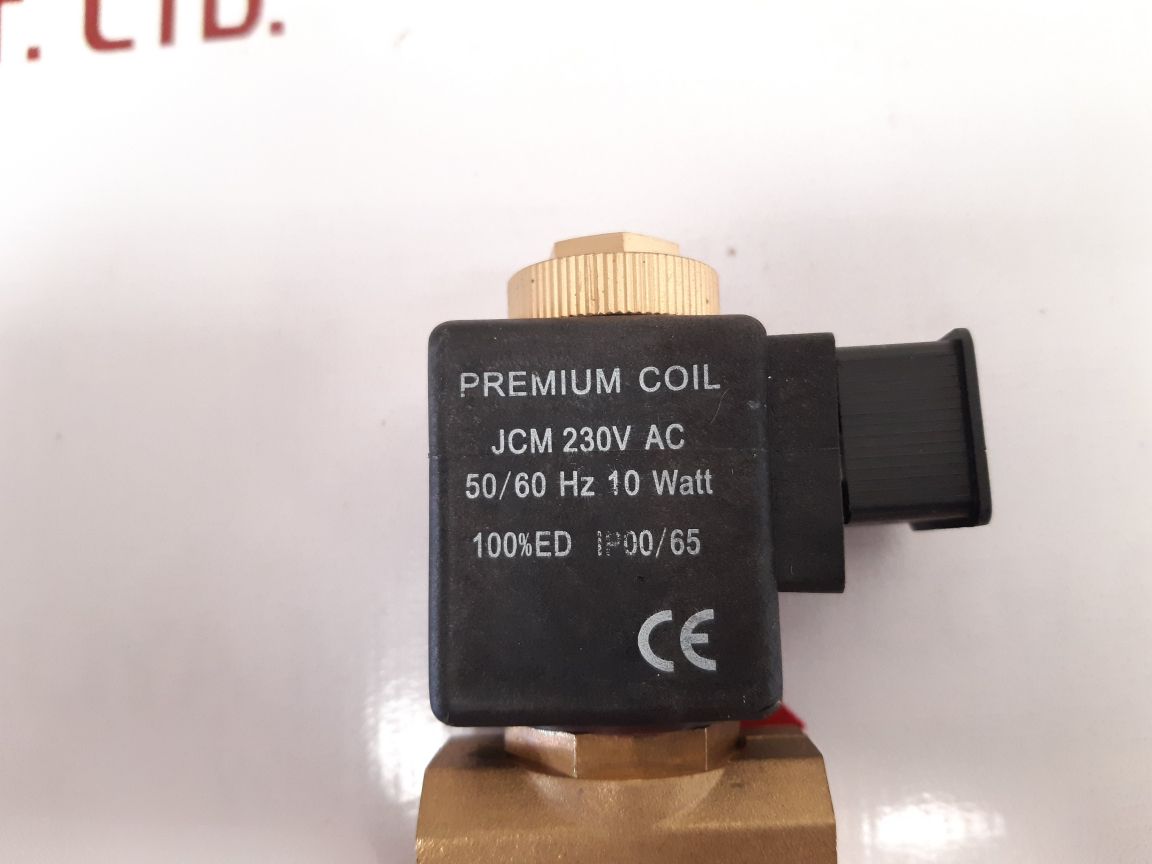 T. LTD.
PREMIUM COIL
JCM 230V AC
50/60 Hz 10 Watt
100%ED IP00/65
CE